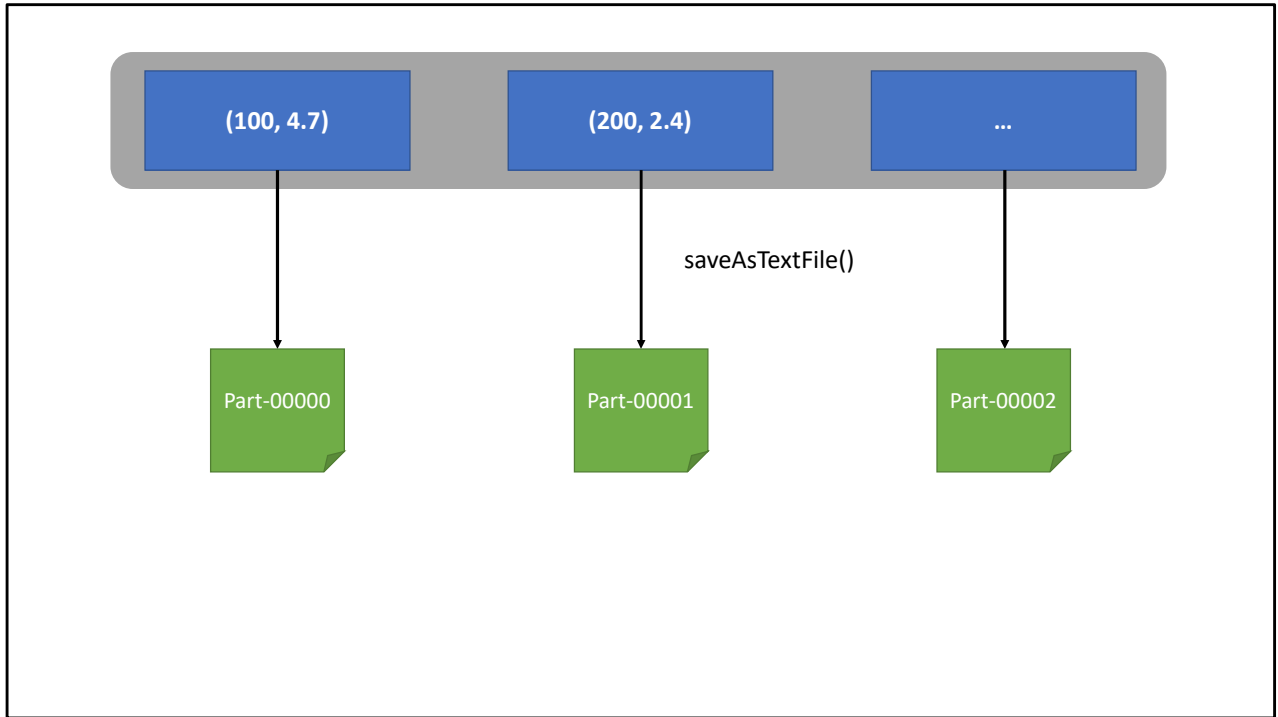 (100, 4.7)
(200, 2.4)
…
saveAsTextFile()
Part-00000
Part-00001
Part-00002